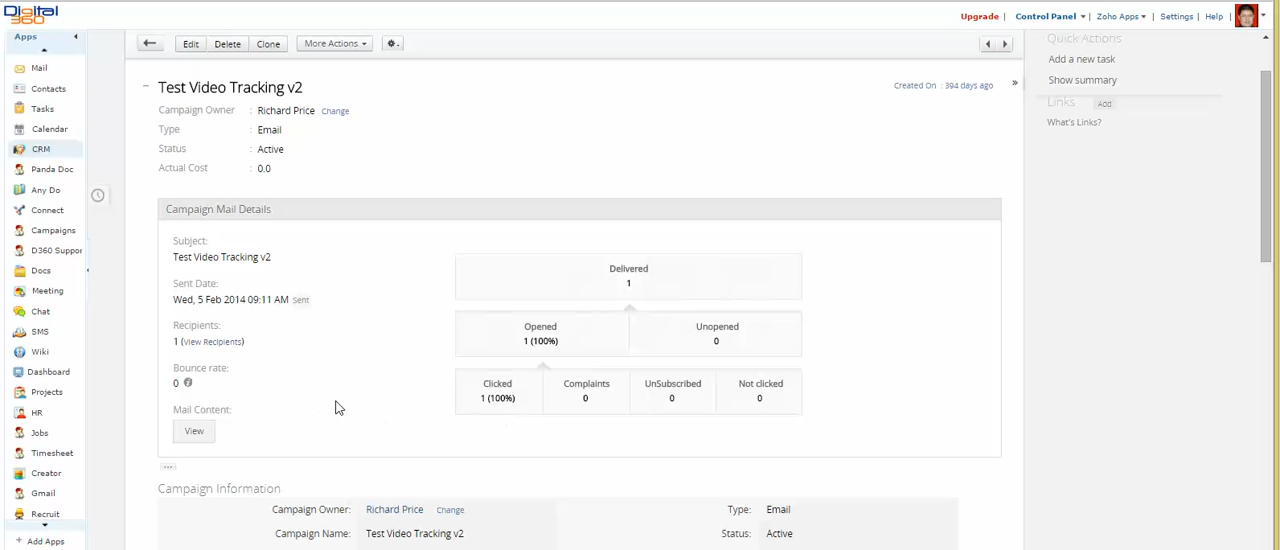 Digital
360
Upgrade Control Panel Zoho Apps Settings Help
Apps
Mail
Contacts
Tasks
Calendar
CRM
Panda Doc
Any Do
Connect
Campaigns
D360 Suppor
Docs
Meeting
Chat
SMS
Wiki
Dashboard
Projects
HR
Jobs
Timesheet
Creator
Gmail
Recruit
+ Add Apps
Edit Delete Clone More Actions
Test Video Tracking v2
Created On : 394 days ago »
Campaign Owner : Richard Price Change
Type : Email
Status : Active
Actual Cost : 0.0
Campaign Mail Details
Subject:
Test Video Tracking v2
Sent Date:
Wed, 5 Feb 2014 09:11 AM sent
Recipients:
1 (View Recipients)
Bounce rate:
0
Mail Content:
View
Delivered
1
Opened
1 (100%)
Unopened
0
Clicked
1 (100%)
Complaints
0
UnSubscribed
0
Not clicked
0
...
Campaign Information
Campaign Owner: Richard Price Change Type: Email
Campaign Name: Test Video Tracking v2 Status: Active
Quick Actions
Add a new task
Show summary
Links Add
What's Links?